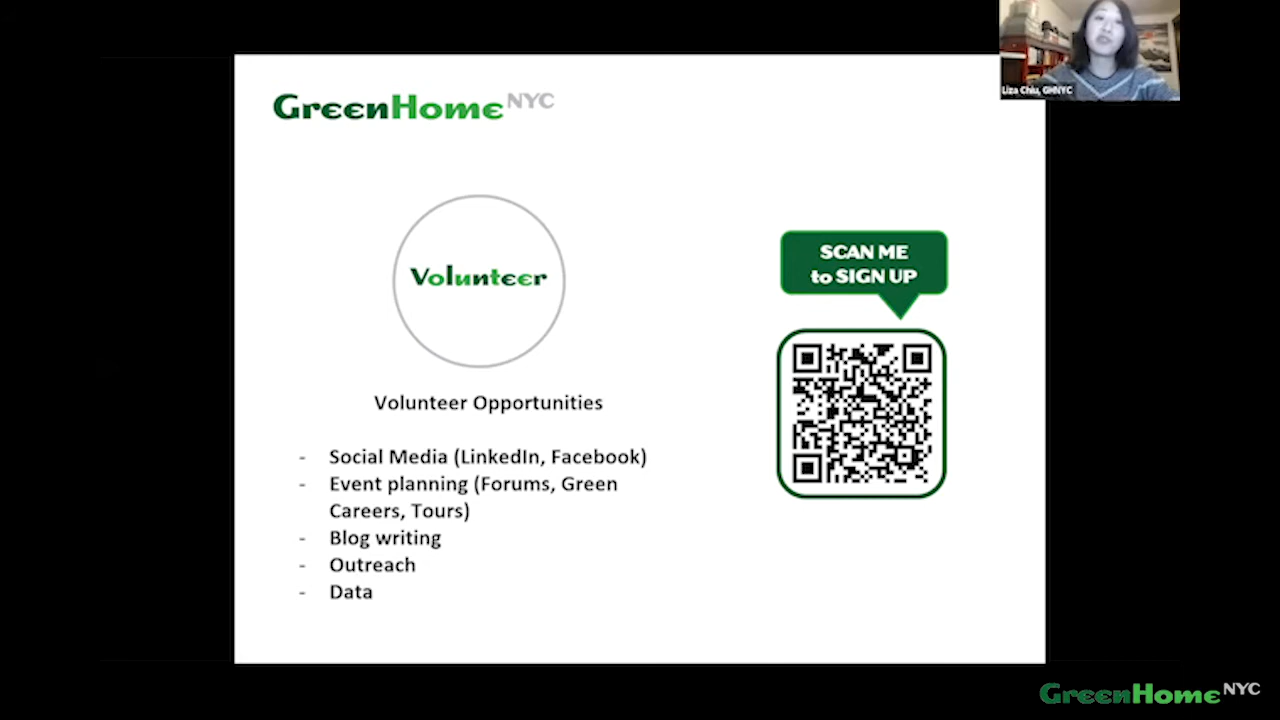 Liza Chiu, GHNYC
GreenHomeNYC
Volunteer
SCAN ME
to SIGN UP
Volunteer Opportunities
- Social Media (LinkedIn, Facebook)
- Event planning (Forums, Green
Careers, Tours)
- Blog writing
- Outreach
- Data
GreenHomeNYC